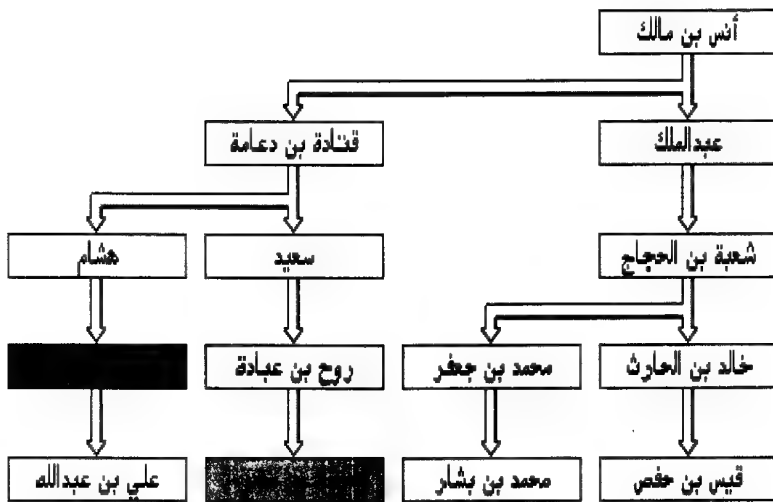 أنس بن مالك
عبدالملك
قتادة بن دعامة
شعبة بن الحجاج
سعيد
هشام
خالد بن الحارث
محمد بن جعفر
روح بن عبادة
قيس بن حفص
محمد بن بشار
علي بن عبدالله